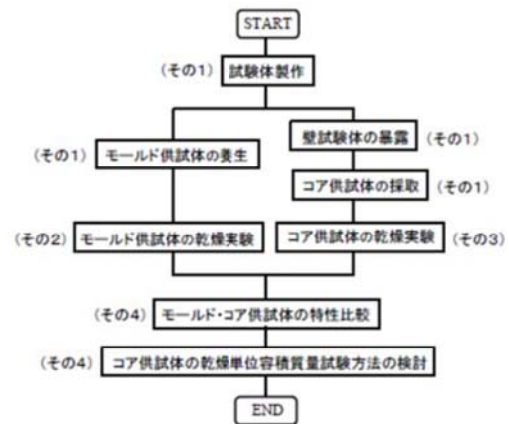 START
(その1) 試験体製作
壁試験体の暴露 (その1)
(その1) モールド供試体の養生
コア供試体の採取 (その1)
(その2) モールド供試体の乾燥実験 コア供試体の乾燥実験 (その3)
(その4) モールド・コア供試体の特性比較
(その4) コア供試体の乾燥単位容積質量試験方法の検討
END